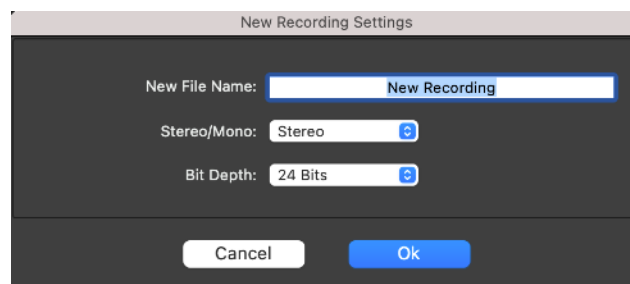 New Recording Settings
New File Name: New Recording
Stereo/Mono: Stereo
Bit Depth: 24 Bits
Cancel Ok